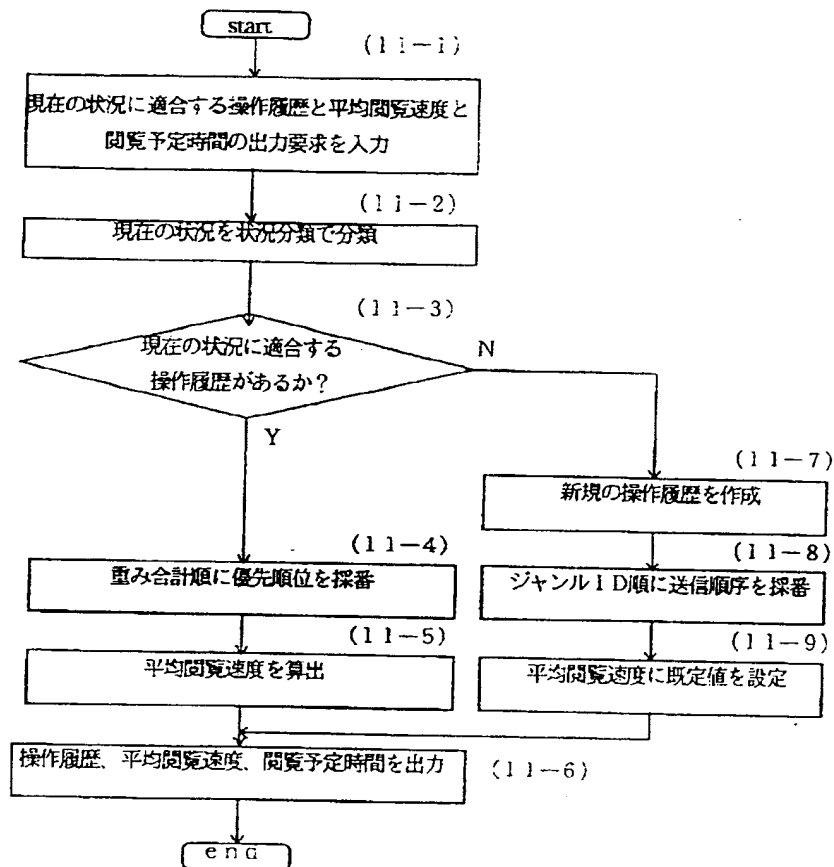 start
(11-1)
現在の状況に適合する操作履歴と平均閲覧速度と
閲覧予定時間の出力要求を入力
(11-2)
現在の状況を状況分類で分類
(11-3)
現在の状況に適合する
操作履歴があるか？
N
Y
(11-7)
新規の操作履歴を作成
(11-4)
重み合計順に優先順位を採番
(11-8)
ジャンルID順に送信順序を採番
(11-5)
平均閲覧速度を算出
(11-9)
平均閲覧速度に既定値を設定
操作履歴、平均閲覧速度、閲覧予定時間を出力
(11-6)
end